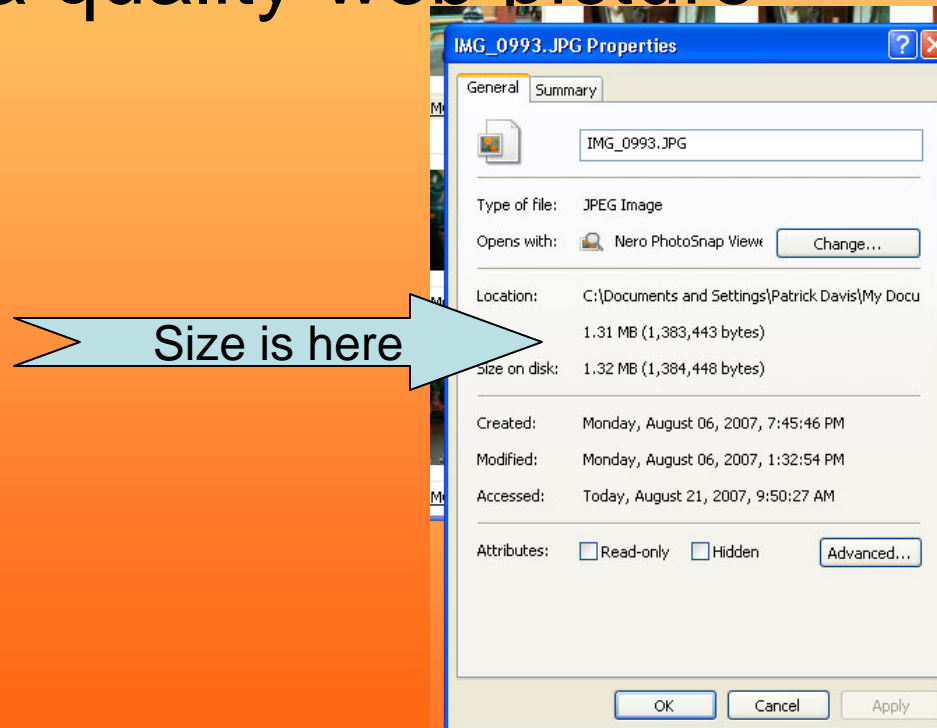 a quality web picture
IMG_0993.JPG Properties
General Summary
IMG_0993.JPG
Type of file: JPEG Image
Opens with: Nero PhotoSnap Viewe Change...
Location: C:\Documents and Settings\Patrick Davis\My Docu
Size is here
1.31 MB (1,383,443 bytes)
Size on disk: 1.32 MB (1,384,448 bytes)
Created: Monday, August 06, 2007, 7:45:46 PM
Modified: Monday, August 06, 2007, 1:32:54 PM
Accessed: Today, August 21, 2007, 9:50:27 AM
Attributes: Read-only Hidden Advanced...
OK Cancel Apply